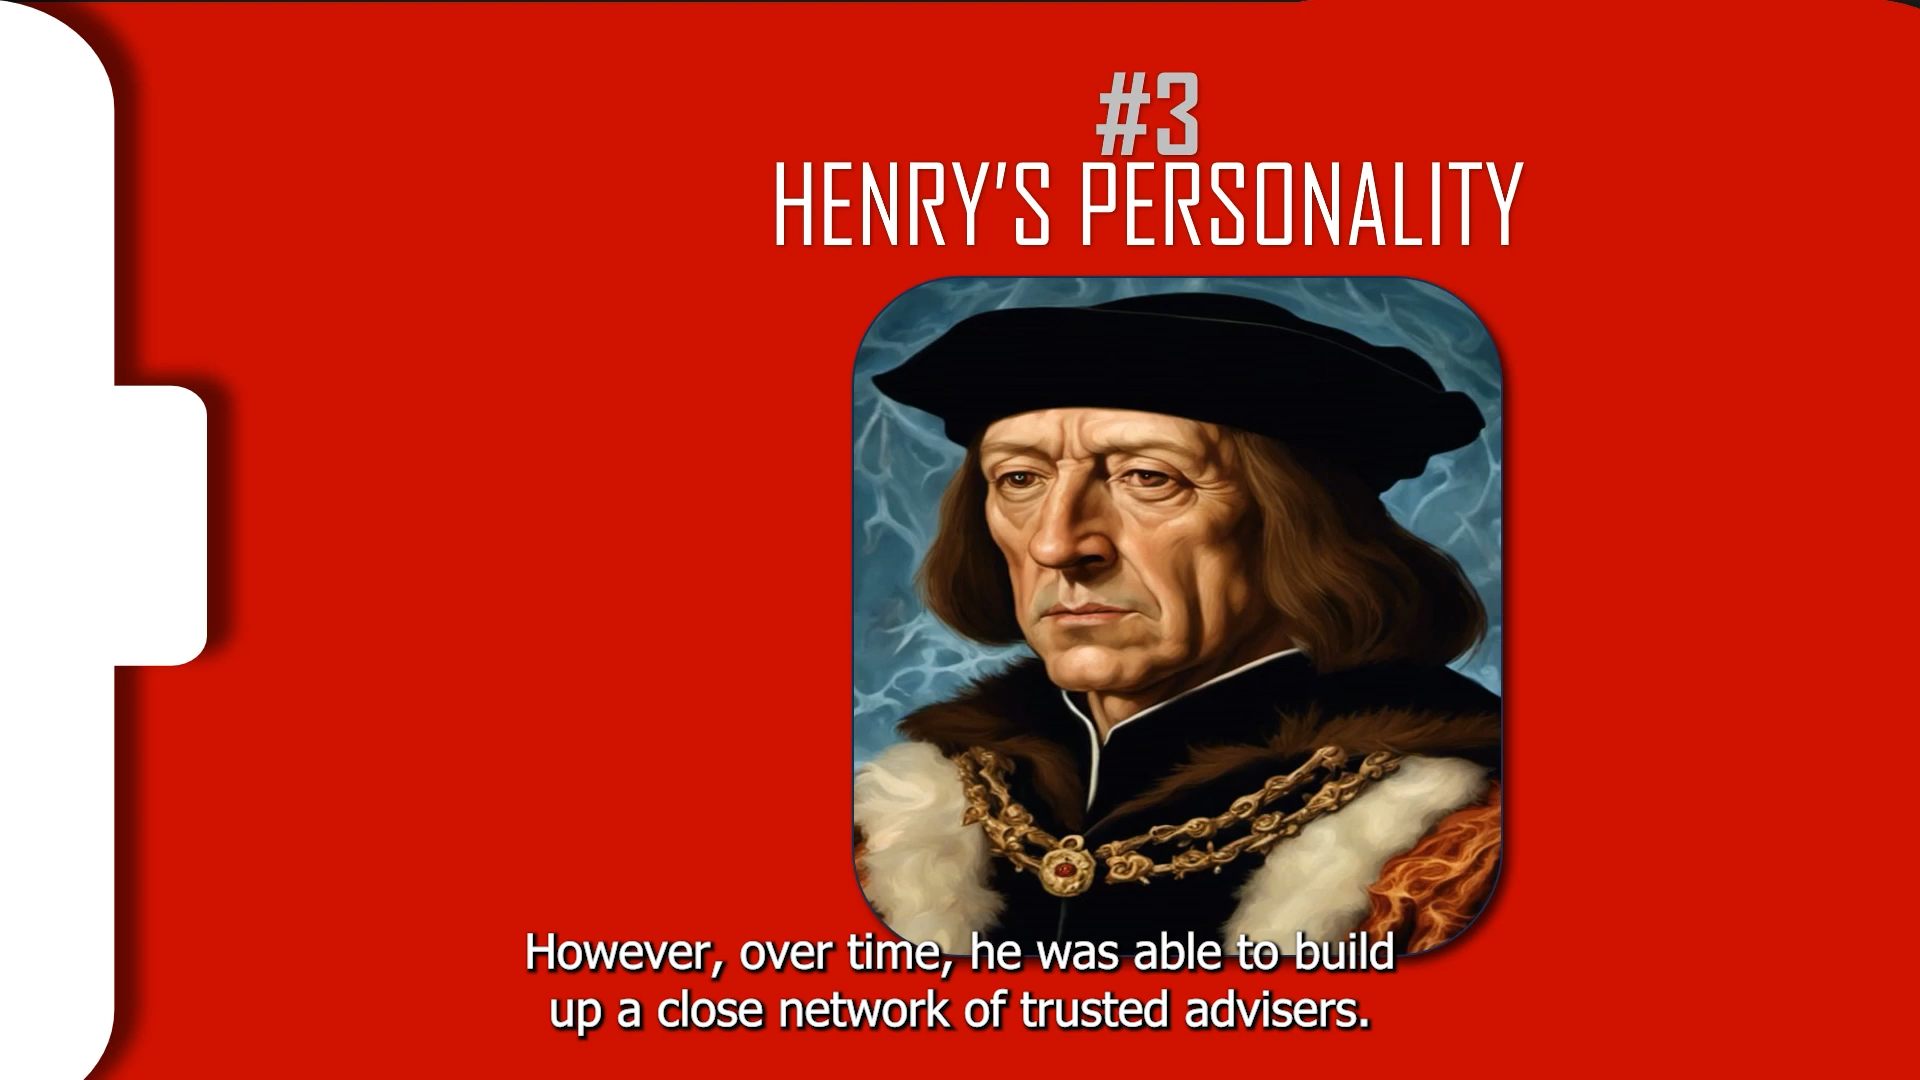 #3
HENRY'S PERSONALITY
However, over time, he was able to build
up a close network of trusted advisers.